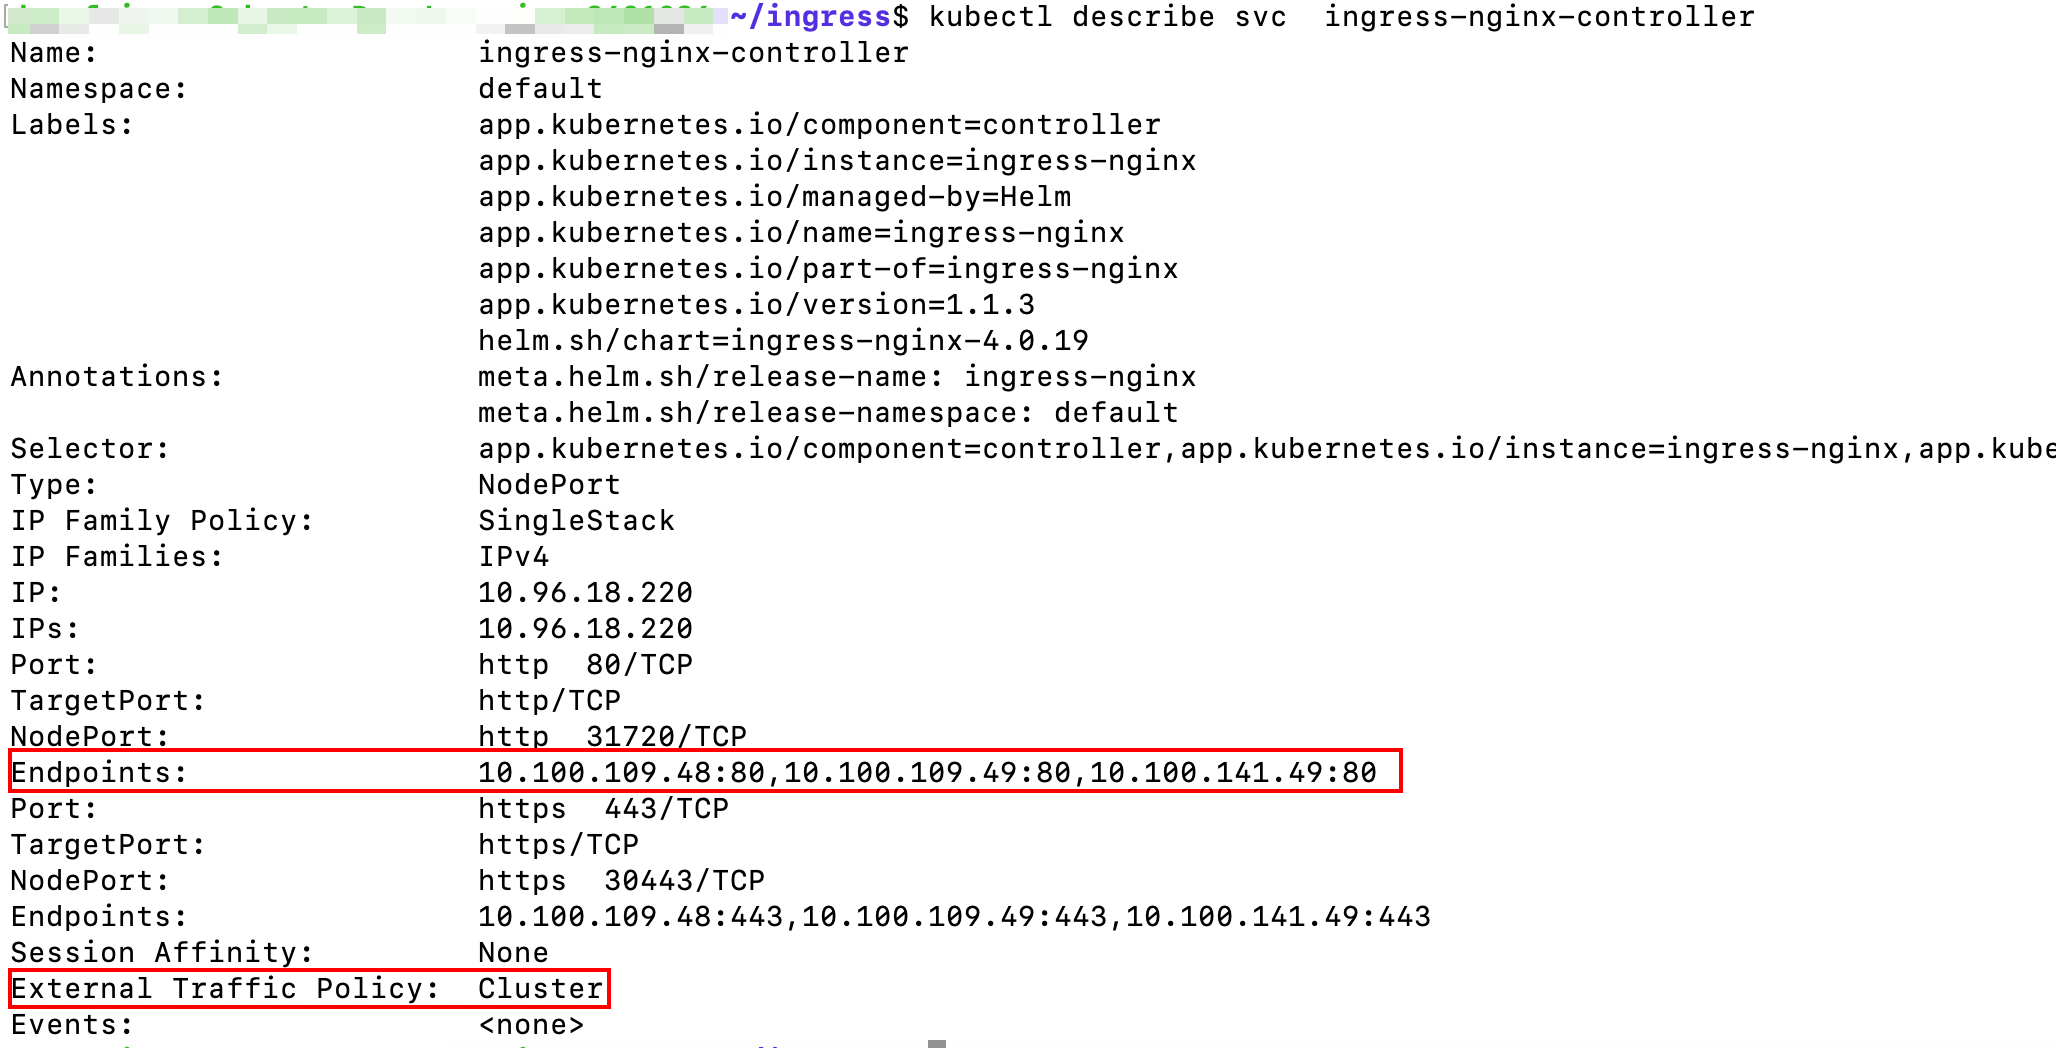 ~/ingress$ kubectl describe svc  ingress-nginx-controller
Name:                     ingress-nginx-controller
Namespace:                default
Labels:                   app.kubernetes.io/component=controller
                          app.kubernetes.io/instance=ingress-nginx
                          app.kubernetes.io/managed-by=Helm
                          app.kubernetes.io/name=ingress-nginx
                          app.kubernetes.io/part-of=ingress-nginx
                          app.kubernetes.io/version=1.1.3
                          helm.sh/chart=ingress-nginx-4.0.19
Annotations:              meta.helm.sh/release-name: ingress-nginx
                          meta.helm.sh/release-namespace: default
Selector:                 app.kubernetes.io/component=controller,app.kubernetes.io/instance=ingress-nginx,app.kube
Type:                     NodePort
IP Family Policy:         SingleStack
IP Families:              IPv4
IP:                       10.96.18.220
IPs:                      10.96.18.220
Port:                     http  80/TCP
TargetPort:               http/TCP
NodePort:                 http  31720/TCP
Endpoints:                10.100.109.48:80,10.100.109.49:80,10.100.141.49:80
Port:                     https  443/TCP
TargetPort:               https/TCP
NodePort:                 https  30443/TCP
Endpoints:                10.100.109.48:443,10.100.109.49:443,10.100.141.49:443
Session Affinity:         None
External Traffic Policy:  Cluster
Events:                   <none>